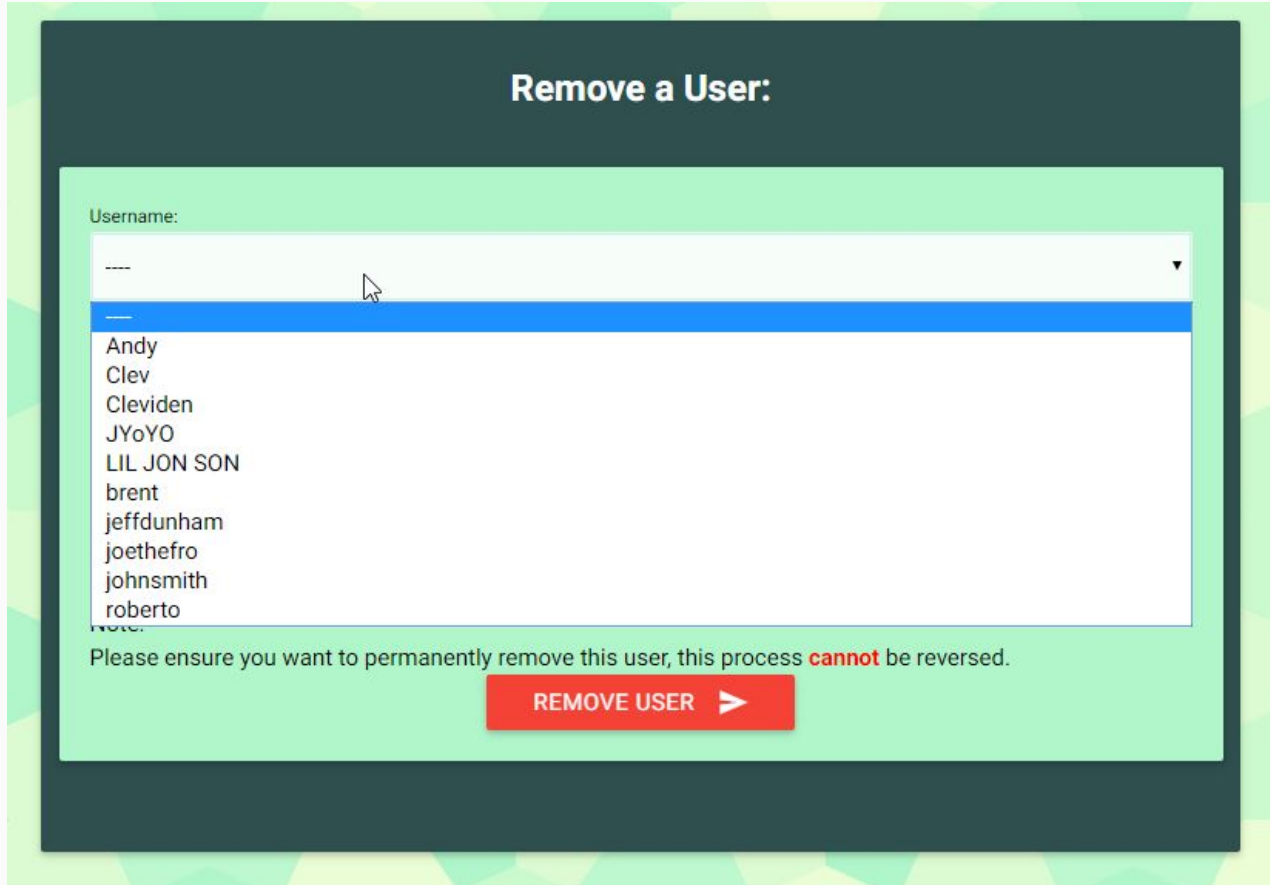 Remove a User:
Username:
----
----
Andy
Clev
Cleviden
JYoYO
LIL JON SON
brent
jeffdunham
joethefro
johnsmith
roberto
Note:
Please ensure you want to permanently remove this user, this process cannot be reversed.
REMOVE USER